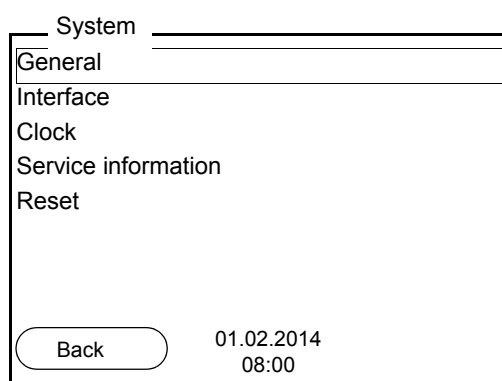 System
General
Interface
Clock
Service information
Reset
Back
01.02.2014
08:00